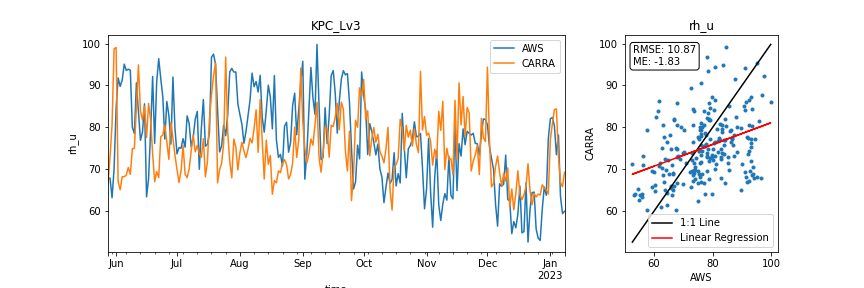 KPC_Lv3
rh_u
100
90
80
70
60
rh_u
AWS
CARRA
Jun
Jul
Aug
Sep
Oct
Nov
Dec
Jan
2023
time
100
90
80
70
60
CARRA
RMSE: 10.87
ME: -1.83
1:1 Line
Linear Regression
60
80
100
AWS